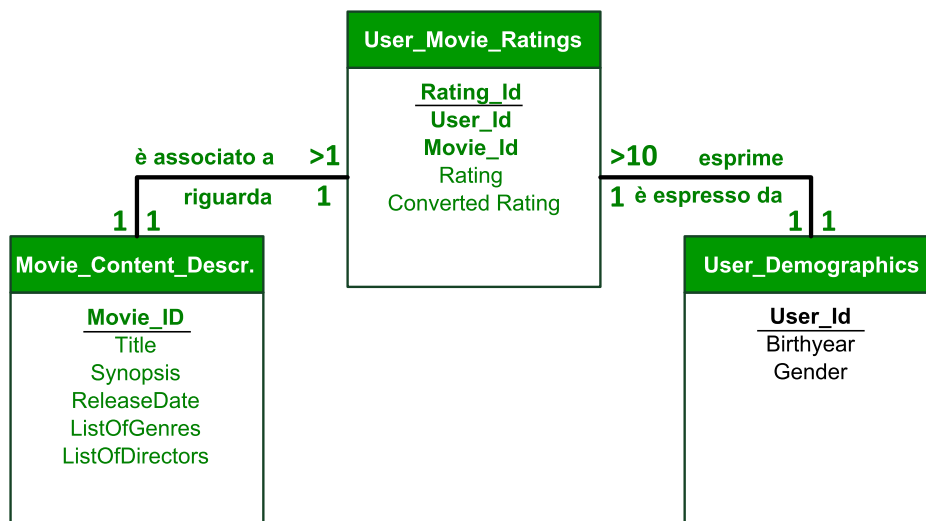 User_Movie_Ratings
Rating_Id
User_Id
Movie_Id
Rating
Converted Rating
è associato a >1
riguarda 1
1 1
>10 esprime
1 è espresso da
1 1
Movie_Content_Descr.
Movie_ID
Title
Synopsis
ReleaseDate
ListOfGenres
ListOfDirectors
User_Demographics
User_Id
Birthyear
Gender